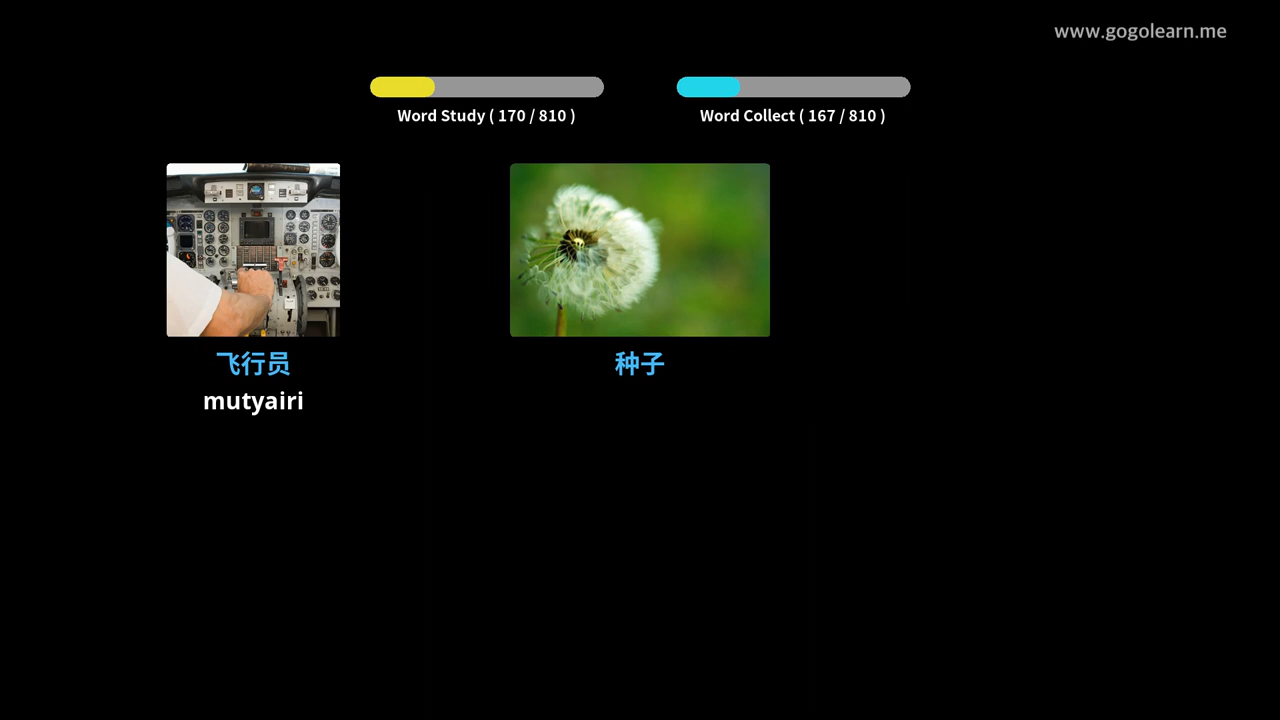 www.gogolearn.me
Word Study ( 170 / 810 )
Word Collect ( 167 / 810 )
飞行员
mutyairi
种子